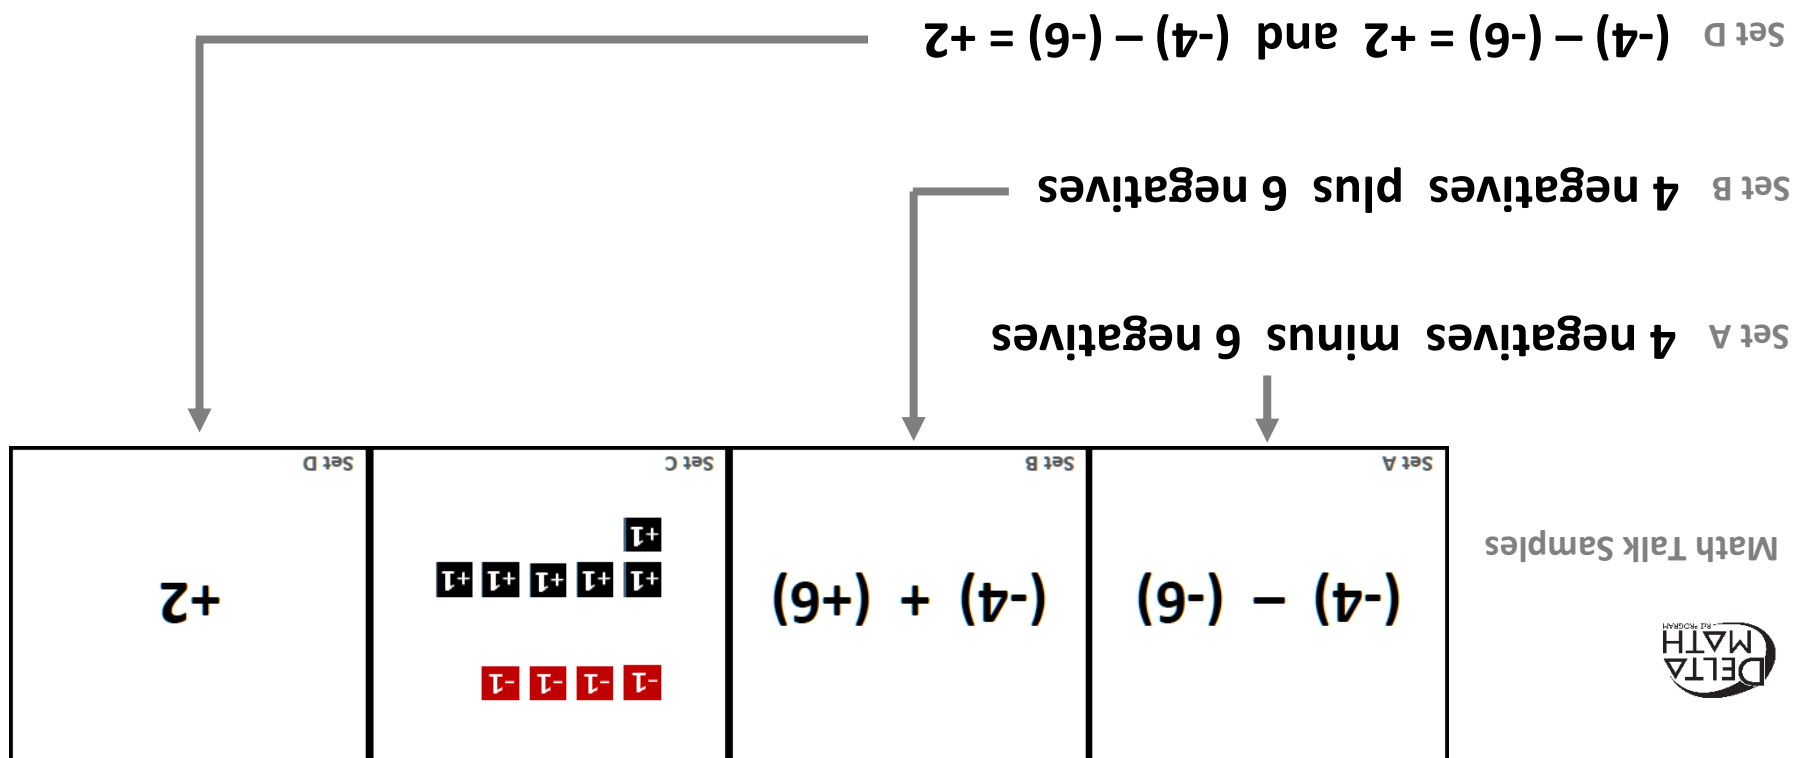 DELTA
MATH
RtI PROGRAM
Math Talk Samples
(-4) – (-6)
Set A
(-4) + (+6)
Set B
-1 -1 -1 -1
+1 +1 +1 +1 +1
+1
Set C
+2
Set D
Set A 4 negatives minus 6 negatives
Set B 4 negatives plus 6 negatives
Set D (-4) – (-6) = +2 and (-4) – (-6) = +2